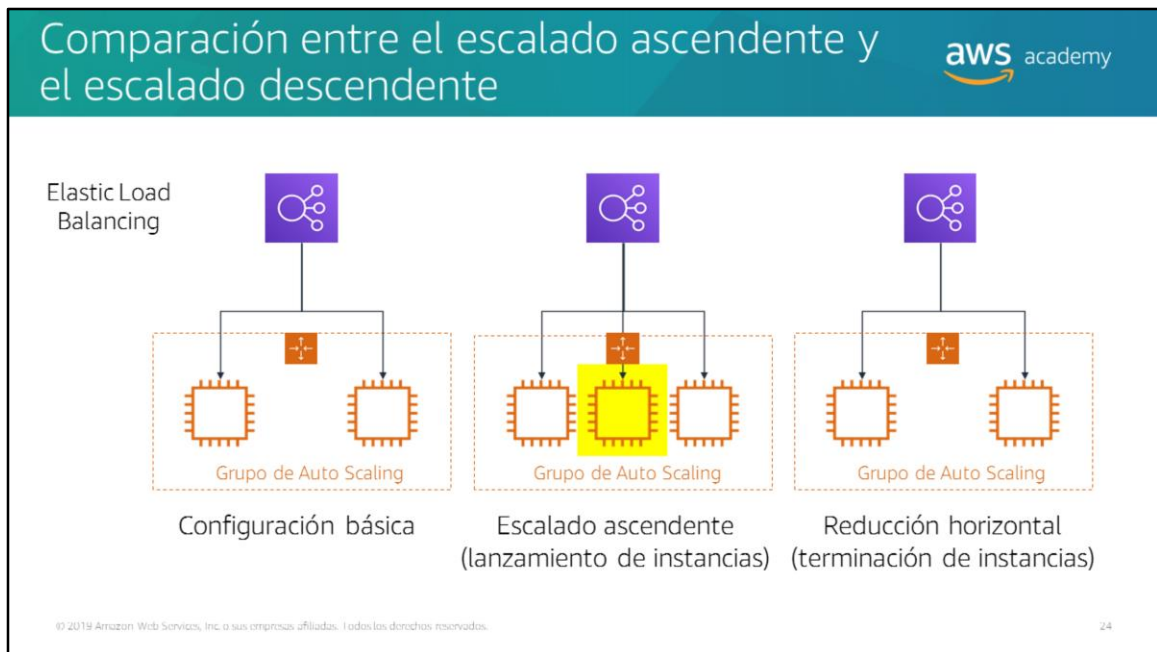 Comparación entre el escalado ascendente y
el escalado descendente
aws academy
Elastic Load
Balancing
Grupo de Auto Scaling
Grupo de Auto Scaling
Grupo de Auto Scaling
Configuración básica
Escalado ascendente
(lanzamiento de instancias)
Reducción horizontal
(terminación de instancias)
© 2019 Amazon Web Services, Inc. o sus empresas afiliadas. Todos los derechos reservados.
24